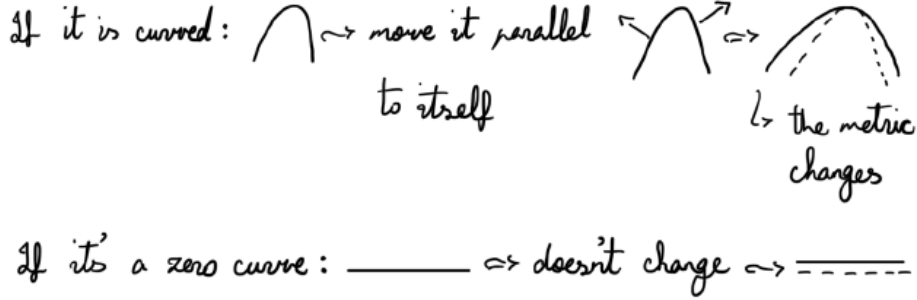 If it is curved: ~> move it parallel => 
to itself
↳ the metric
changes
If it's a zero curve: => doesn't change ~>